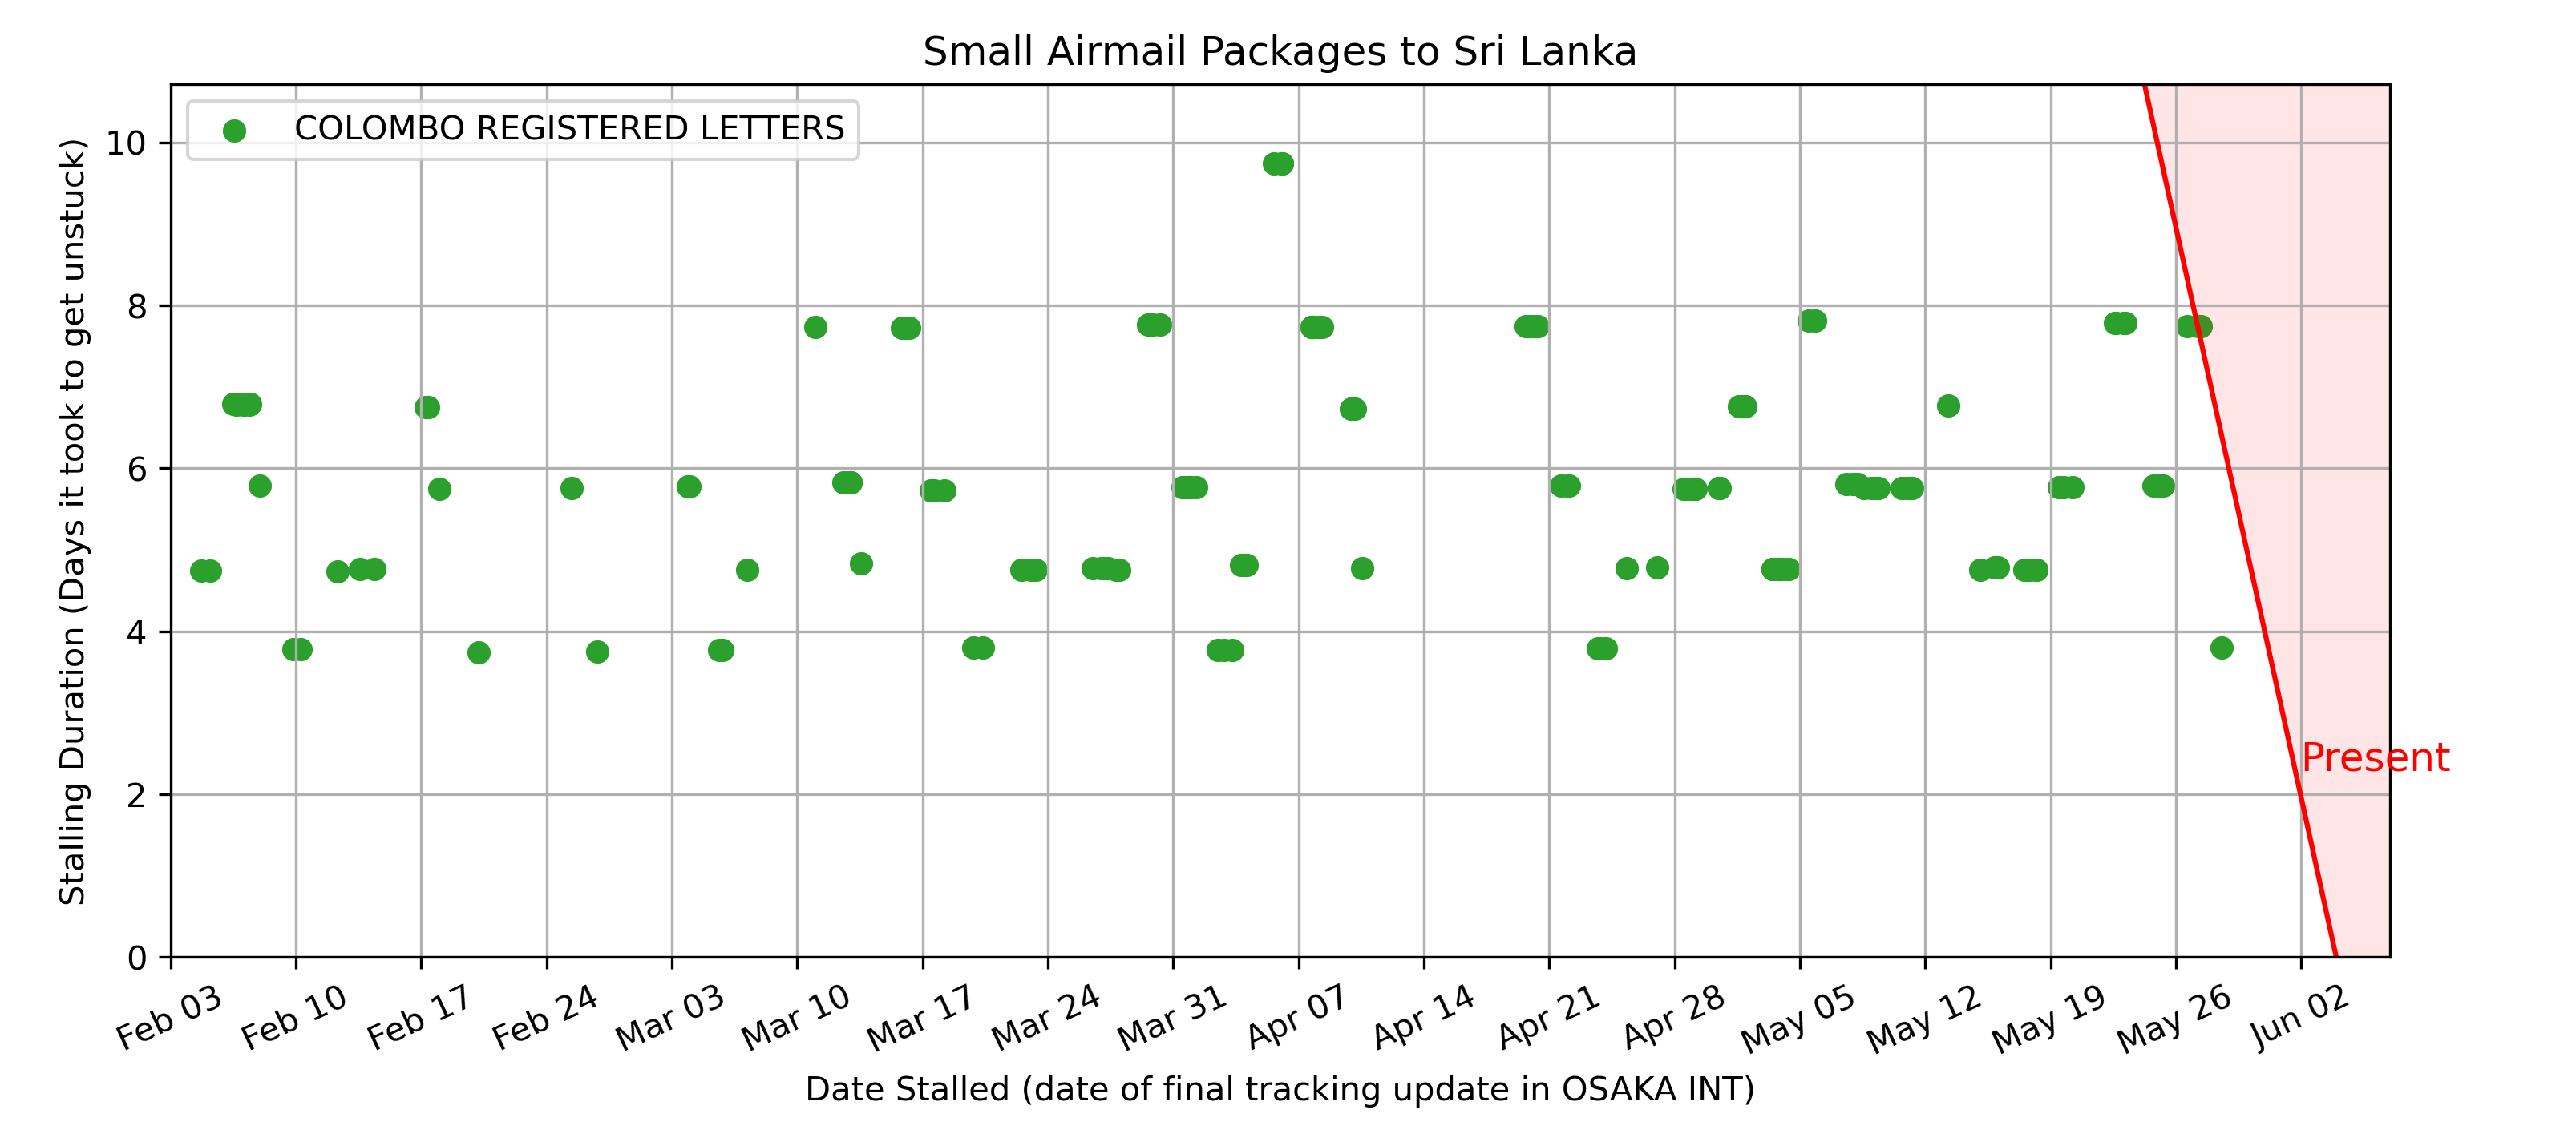 Small Airmail Packages to Sri Lanka
COLOMBO REGISTERED LETTERS
Stalling Duration (Days it took to get unstuck)
10
8
6
4
2
0
Present
Feb 03
Feb 10
Feb 17
Feb 24
Mar 03
Mar 10
Mar 17
Mar 24
Mar 31
Apr 07
Apr 14
Apr 21
Apr 28
May 05
May 12
May 19
May 26
Jun 02
Date Stalled (date of final tracking update in OSAKA INT)